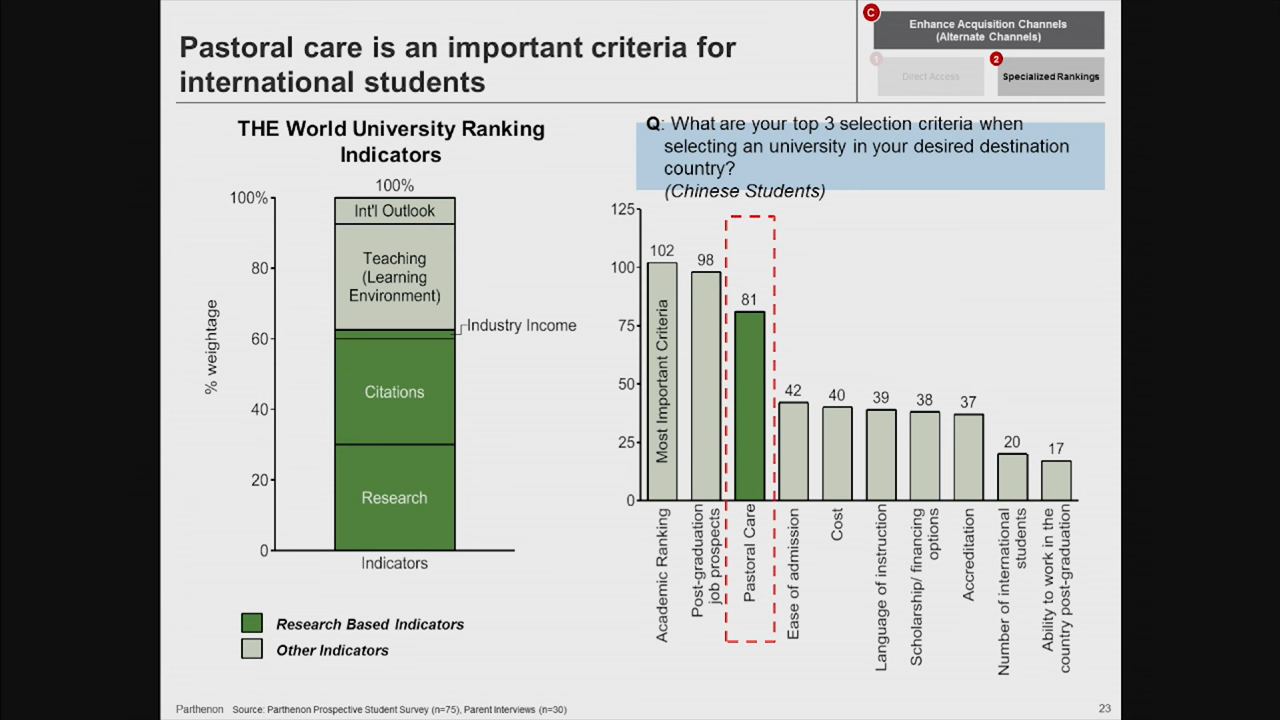 Pastoral care is an important criteria for
international students
C
Enhance Acquisition Channels
(Alternate Channels)
1
Direct Access
2
Specialized Rankings
THE World University Ranking
Indicators
100%
100%
80
60
40
20
0
% weightage
Int'l Outlook
Teaching
(Learning
Environment)
Industry Income
Citations
Research
Indicators
Research Based Indicators
Other Indicators
Q: What are your top 3 selection criteria when
selecting an university in your desired destination
country?
(Chinese Students)
125
100
75
50
25
0
102
98
81
42
40
39
38
37
20
17
Most Important Criteria
Academic Ranking
Post-graduation
job prospects
Pastoral Care
Ease of admission
Cost
Language of instruction
Scholarship/ financing
options
Accreditation
Number of international
students
Ability to work in the
country post-graduation
Parthenon Source: Parthenon Prospective Student Survey (n=75), Parent Interviews (n=30)
23